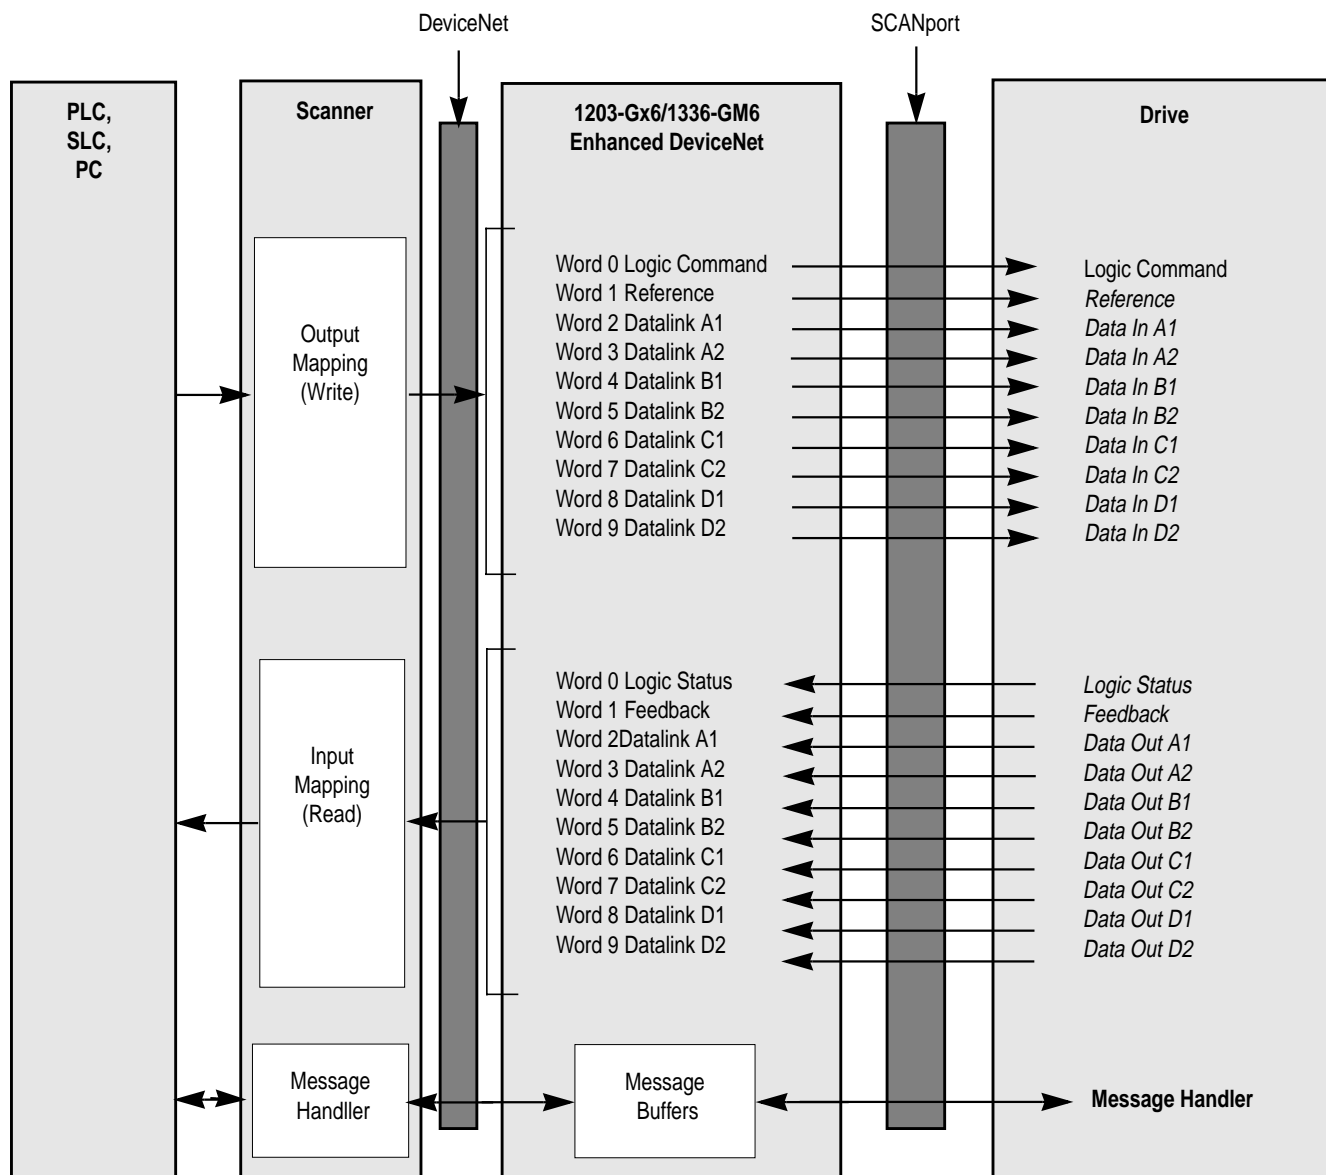 DeviceNet
SCANport
PLC,
SLC,
PC
Scanner
1203-Gx6/1336-GM6
Enhanced DeviceNet
Drive
Output
Mapping
(Write)
Word 0 Logic Command
Word 1 Reference
Word 2 Datalink A1
Word 3 Datalink A2
Word 4 Datalink B1
Word 5 Datalink B2
Word 6 Datalink C1
Word 7 Datalink C2
Word 8 Datalink D1
Word 9 Datalink D2
Logic Command
Reference
Data In A1
Data In A2
Data In B1
Data In B2
Data In C1
Data In C2
Data In D1
Data In D2
Input
Mapping
(Read)
Word 0 Logic Status
Word 1 Feedback
Word 2Datalink A1
Word 3 Datalink A2
Word 4 Datalink B1
Word 5 Datalink B2
Word 6 Datalink C1
Word 7 Datalink C2
Word 8 Datalink D1
Word 9 Datalink D2
Logic Status
Feedback
Data Out A1
Data Out A2
Data Out B1
Data Out B2
Data Out C1
Data Out C2
Data Out D1
Data Out D2
Message
Handller
Message
Buffers
Message Handler